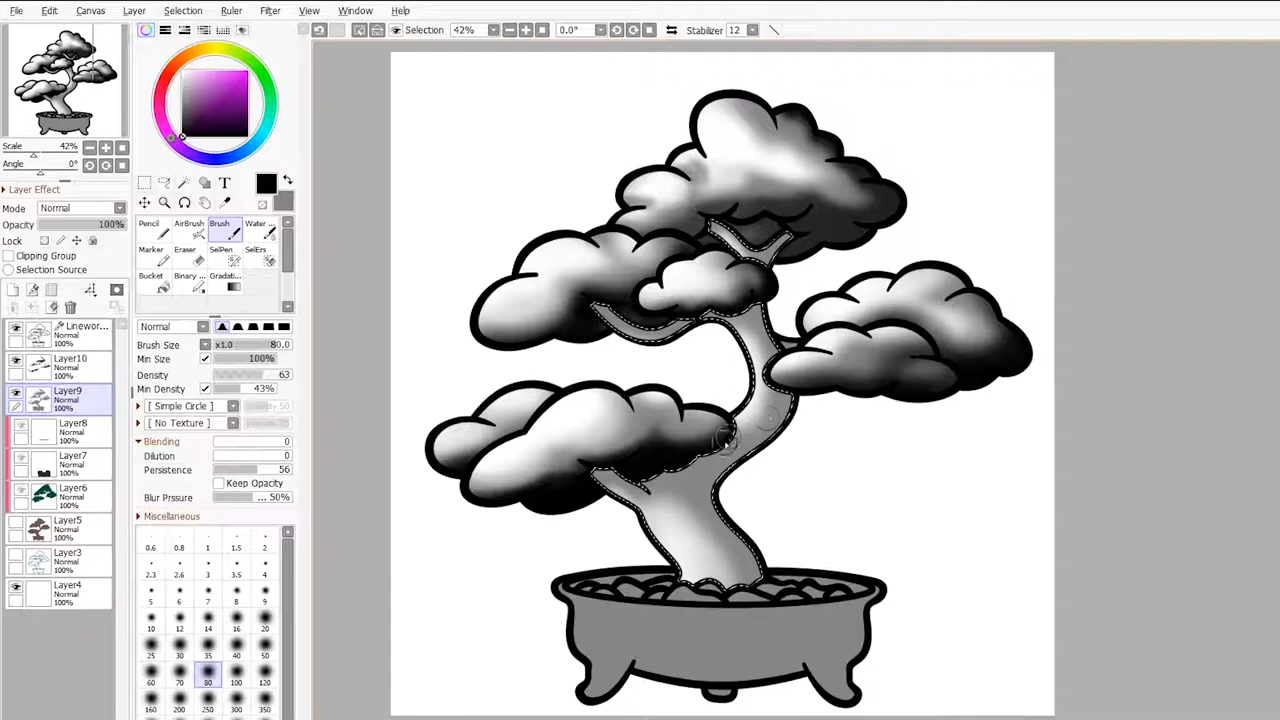 File Edit Canvas Layer Selection Ruler Filter View Window Help
Selection 42% 0.0° Stabilizer 12
Scale 42%
Angle 0°
Layer Effect
Mode Normal
Opacity 100%
Lock
Clipping Group
Selection Source
Linewor...
Normal
100%
Layer10
Normal
100%
Layer9
Normal
100%
Layer8
Normal
100%
Layer7
Normal
100%
Layer6
Normal
100%
Layer5
Normal
100%
Layer3
Normal
100%
Layer4
Normal
100%
T
Pencil AirBrush Brush Water ...
Marker Eraser SelPen SelErs
Bucket Binary ... Gradati...
Normal
Brush Size x1.0 80.0
Min Size 100%
Density 63
Min Density 43%
[ Simple Circle ] 50
[ No Texture ]
Blending 0
Dilution 0
Persistence 56
Keep Opacity
Blur Prssure ... 50%
Miscellaneous
0.6 0.8 1 1.5 2
2.3 2.6 3 3.5 4
5 6 7 8 9
10 12 14 16 20
25 30 35 40 50
60 70 80 100 120
160 200 250 300 350